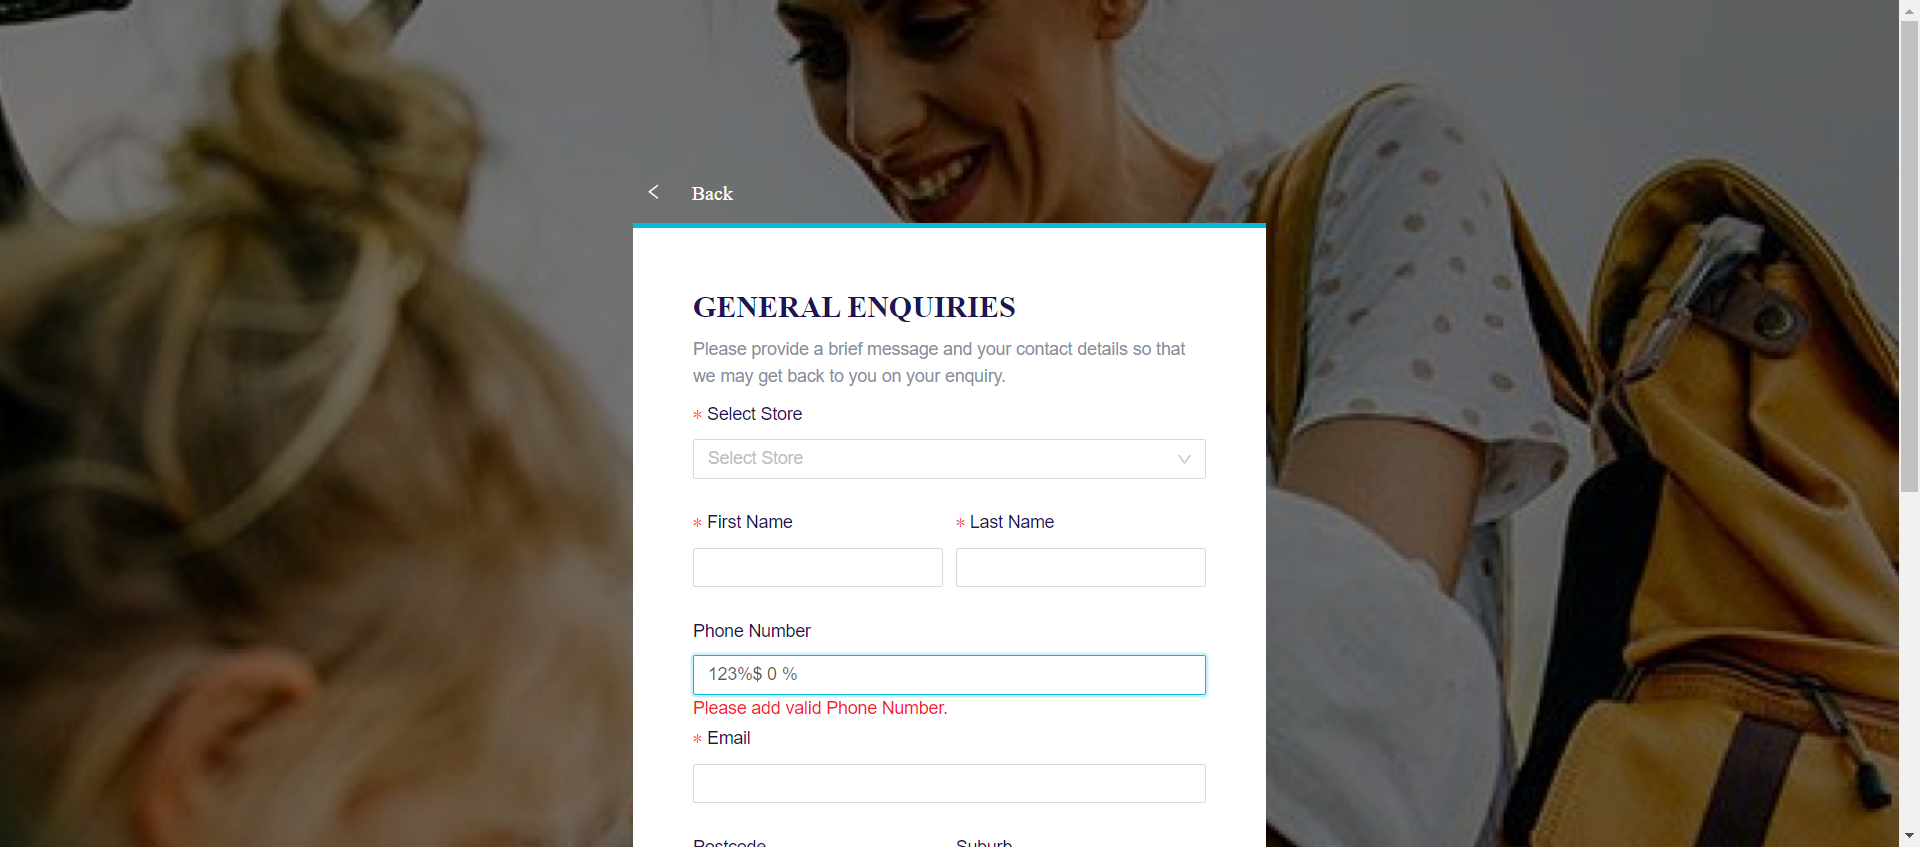 Back
GENERAL ENQUIRIES
Please provide a brief message and your contact details so that
we may get back to you on your enquiry.
* Select Store
Select Store
* First Name * Last Name
Phone Number
123%$ 0 %
Please add valid Phone Number.
* Email
Postcode Suburb